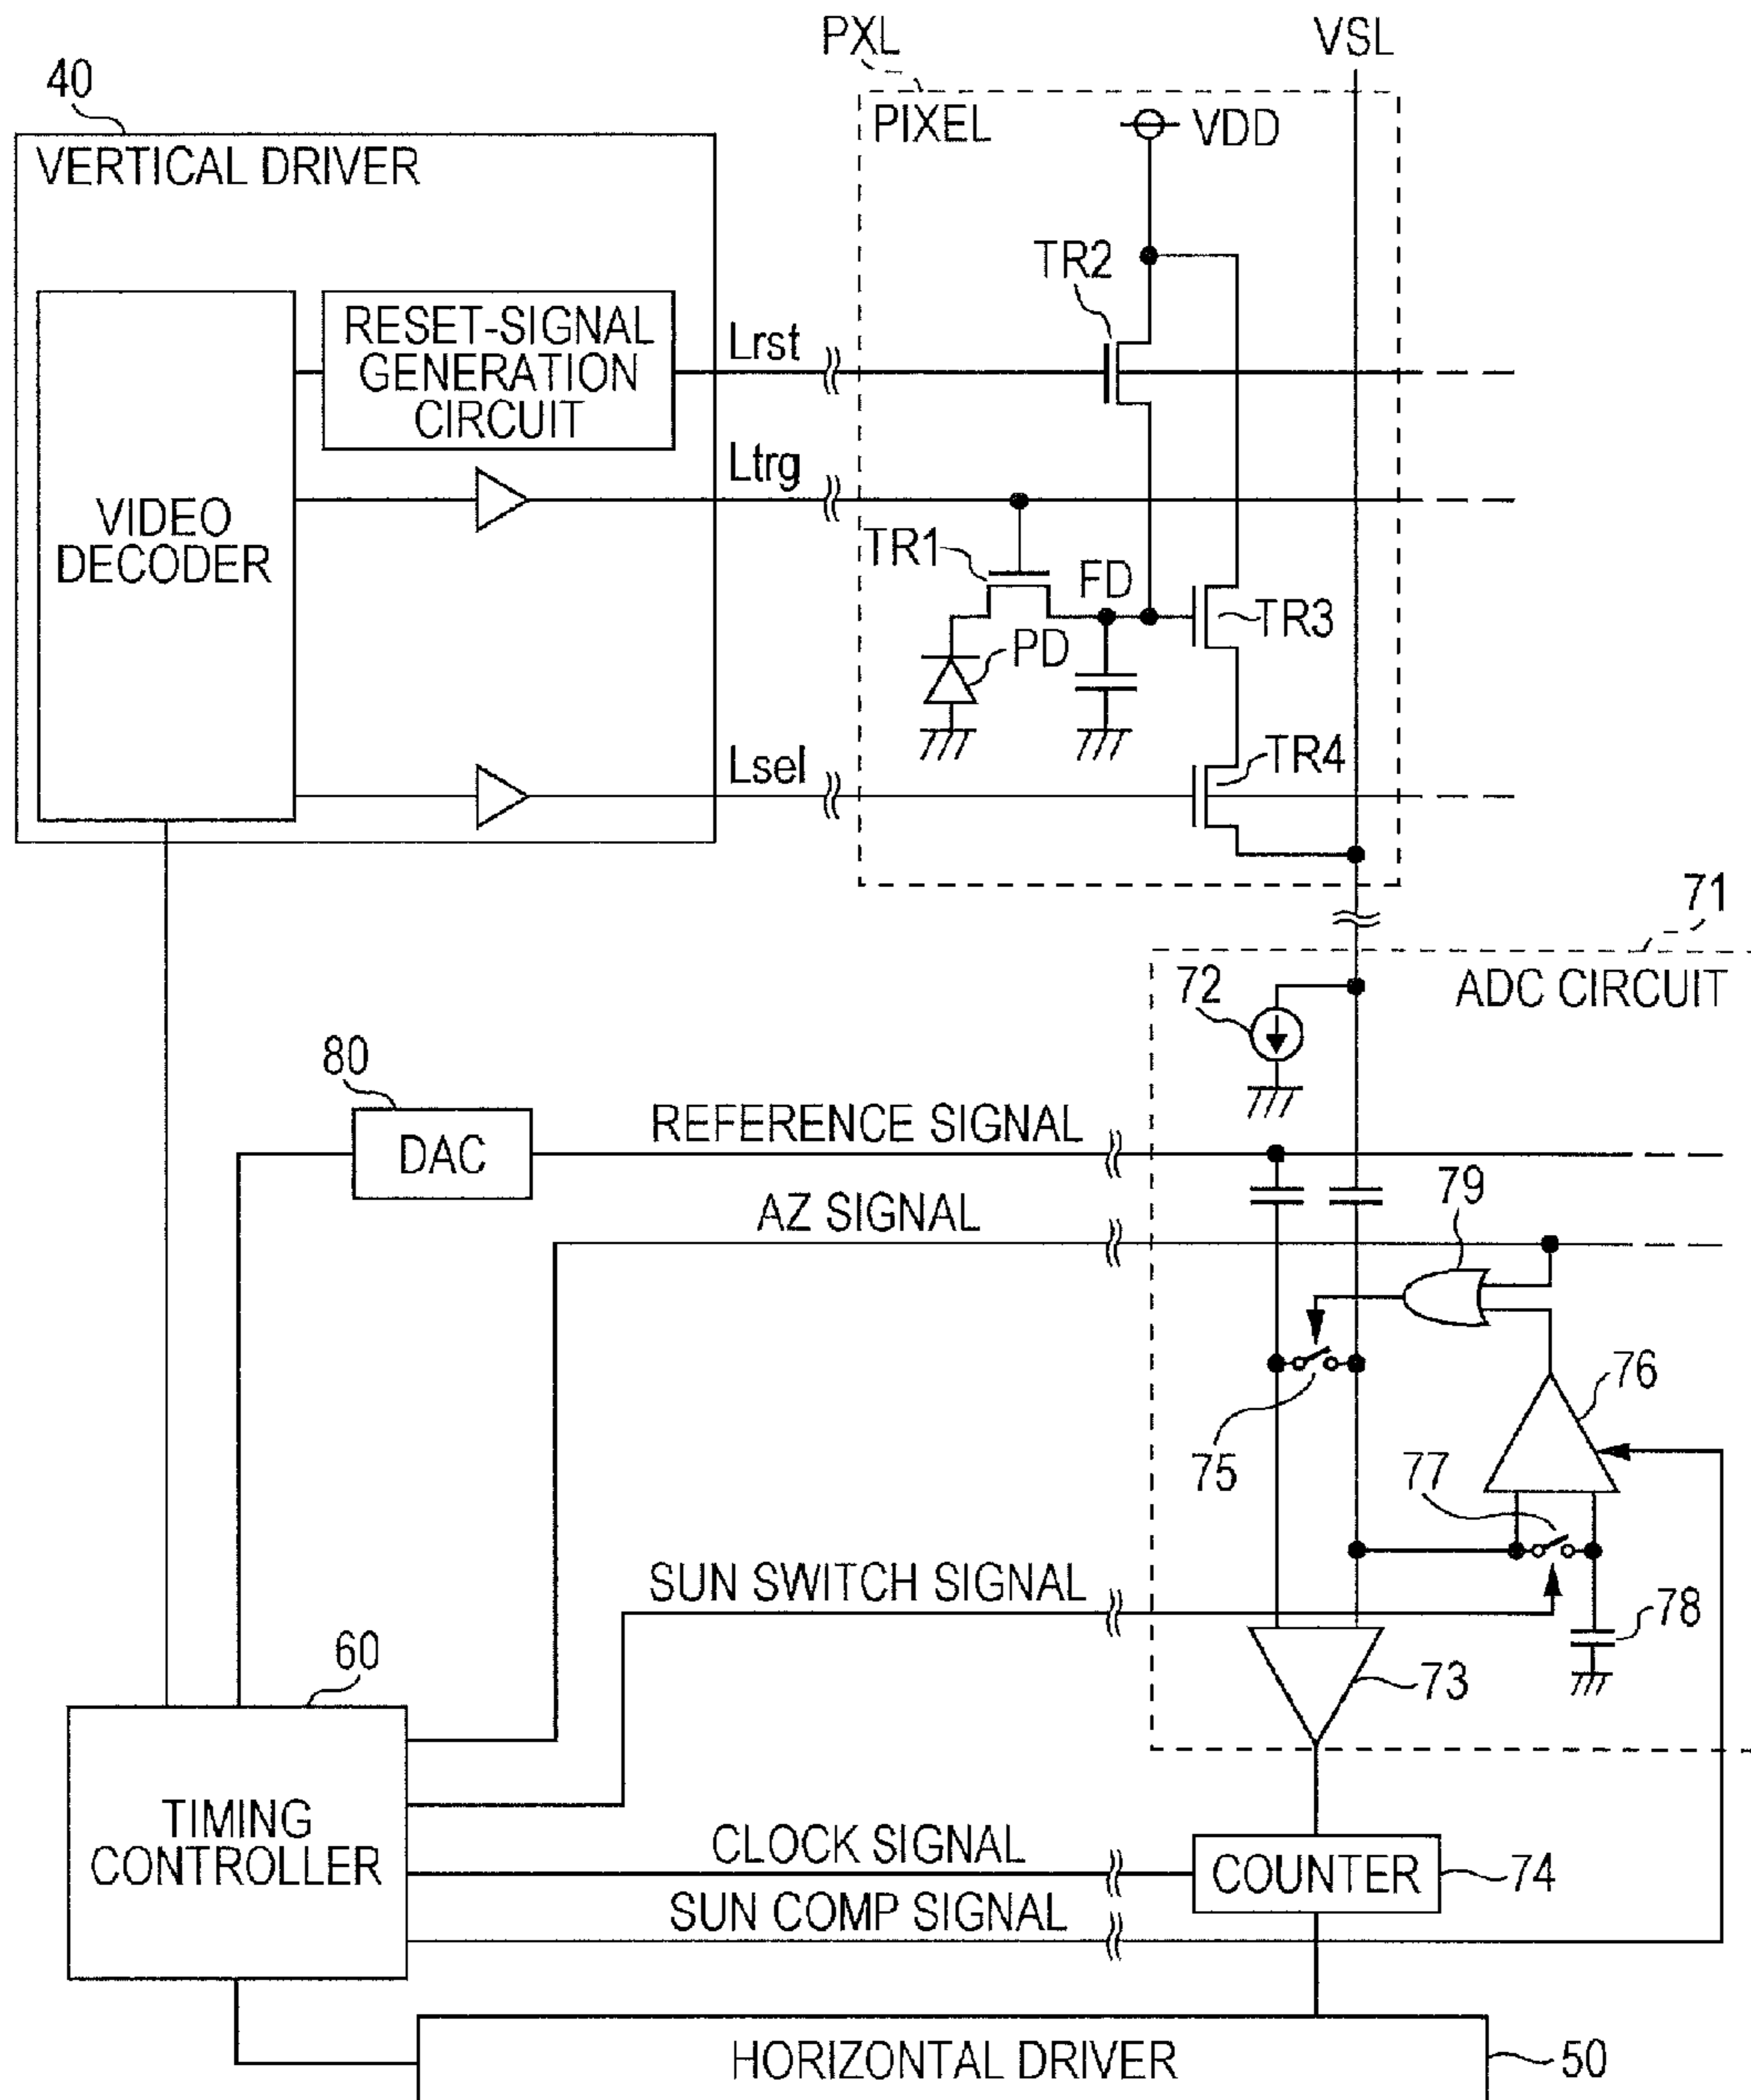 PXL
VSL
40
PIXEL
VDD
VERTICAL DRIVER
TR2
RESET-SIGNAL
GENERATION
CIRCUIT
Lrst
Ltrg
VIDEO
DECODER
TR1
FD
TR3
PD
Lsel
TR4
71
72
ADC CIRCUIT
80
DAC
REFERENCE SIGNAL
79
AZ SIGNAL
76
75
77
SUN SWITCH SIGNAL
78
60
73
TIMING
CONTROLLER
CLOCK SIGNAL
COUNTER
74
SUN COMP SIGNAL
HORIZONTAL DRIVER
50